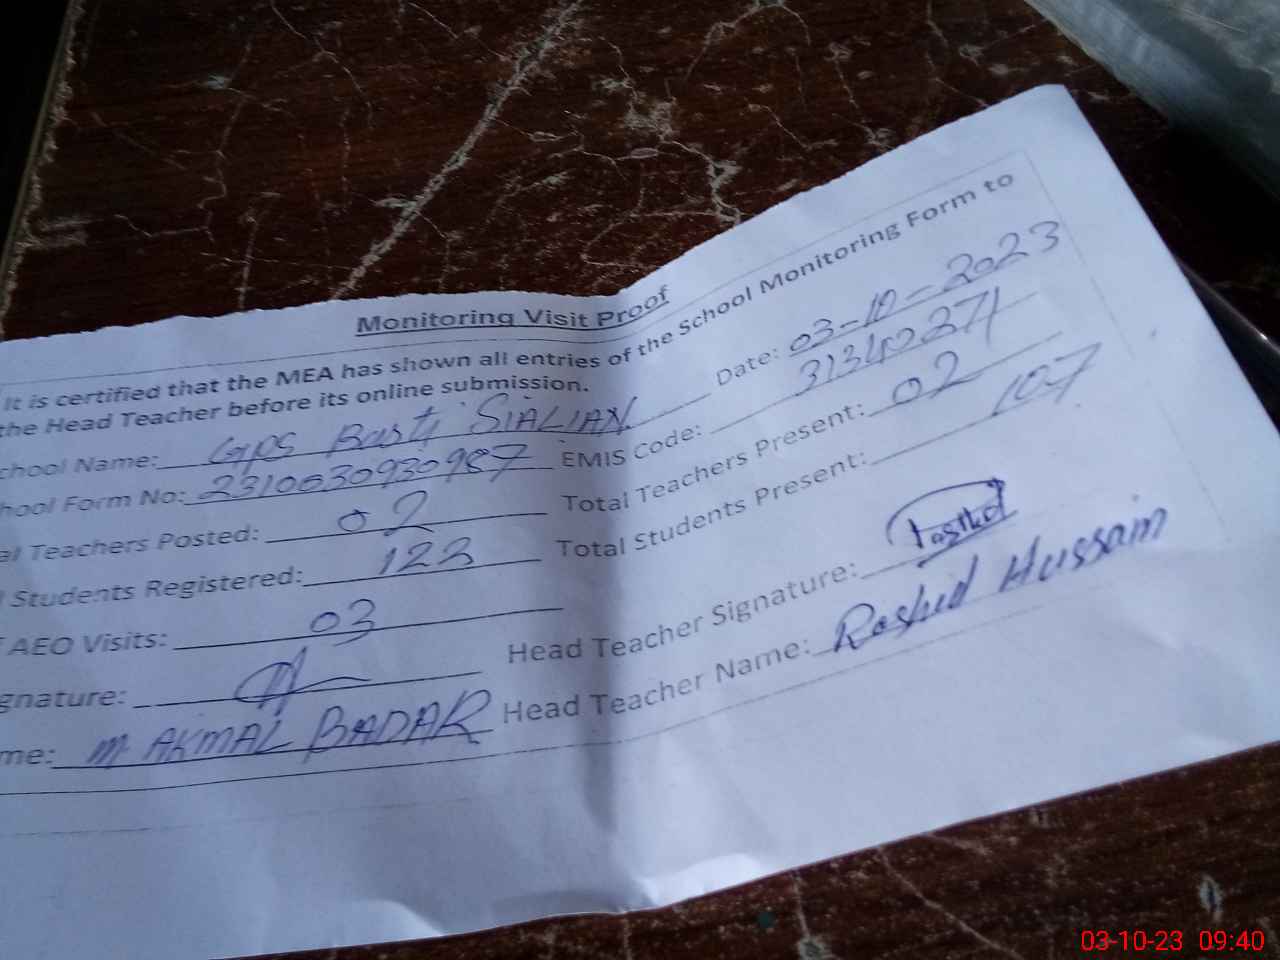 Monitoring Visit Proof
It is certified that the MEA has shown all entries of the School Monitoring Form to
the Head Teacher before its online submission. Date: 03-10-2023
chool Name: GPS Basti SIALIAN EMIS Code: 31340271
hool Form No: 2310030930987 Total Teachers Present: 02
al Teachers Posted: 02 Total Students Present: 107
l Students Registered: 123
AEO Visits: 03 Head Teacher Signature:
gnature: Head Teacher Name: Rashid Hussain
me: M AKMAL BADAR
03-10-23 09:40